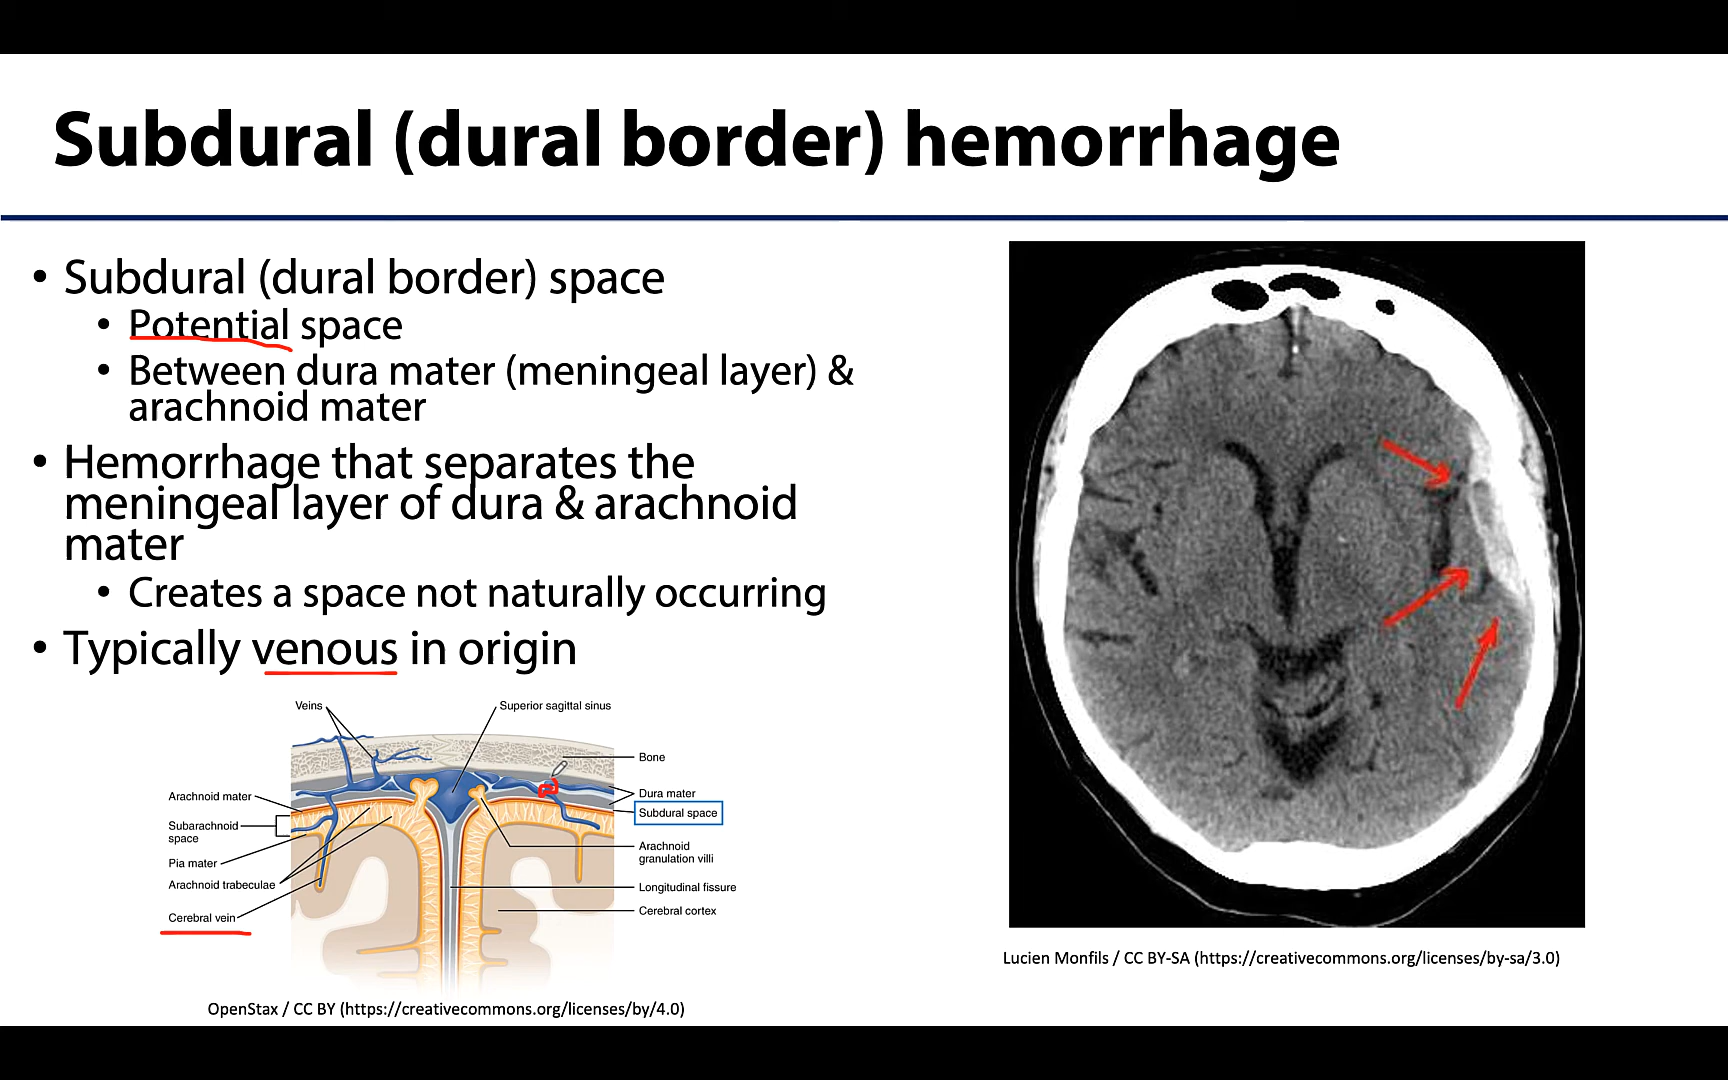 Subdural (dural border) hemorrhage
• Subdural (dural border) space
• Potential space
• Between dura mater (meningeal layer) &
arachnoid mater
• Hemorrhage that separates the
meningeal layer of dura & arachnoid
mater
• Creates a space not naturally occurring
• Typically venous in origin
Veins
Superior sagittal sinus
Bone
Arachnoid mater
Dura mater
Subdural space
Subarachnoid
space
Arachnoid
granulation villi
Pia mater
Arachnoid trabeculae
Longitudinal fissure
Cerebral vein
Cerebral cortex
OpenStax / CC BY (https://creativecommons.org/licenses/by/4.0)
Lucien Monfils / CC BY-SA (https://creativecommons.org/licenses/by-sa/3.0)